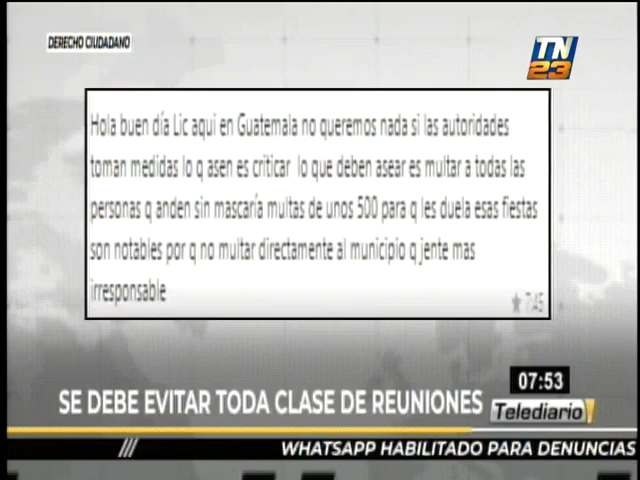 DERECHO CIUDADANO
TN
23
Hola buen día Lic aqui en Guatemala no queremos nada si las autoridades
toman medidas lo q asen es criticar lo que deben asear es multar a todas las
personas q anden sin mascaría multas de unos 500 para q les duela esas fiestas
son notables por q no multar directamente al municipio q jente mas
irresponsable
7:45
07:53
SE DEBE EVITAR TODA CLASE DE REUNIONES
Telediario
WHATSAPP HABILITADO PARA DENUNCIAS